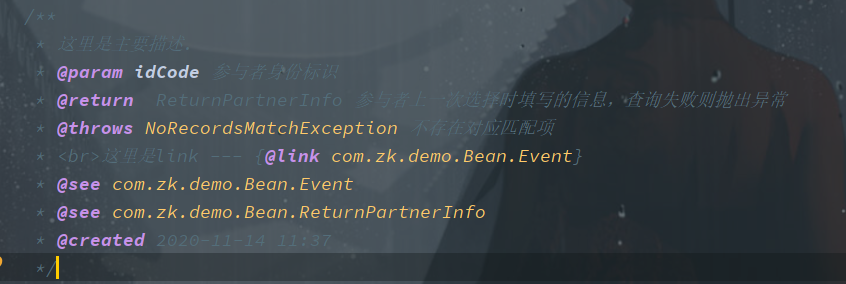 /**
* 这里是主要描述.
* @param idCode 参与者身份标识
* @return ReturnPartnerInfo 参与者上一次选择时填写的信息，查询失败则抛出异常
* @throws NoRecordsMatchException 不存在对应匹配项
* <br>这里是link --- {@link com.zk.demo.Bean.Event}
* @see com.zk.demo.Bean.Event
* @see com.zk.demo.Bean.ReturnPartnerInfo
* @created 2020-11-14 11:37
*/